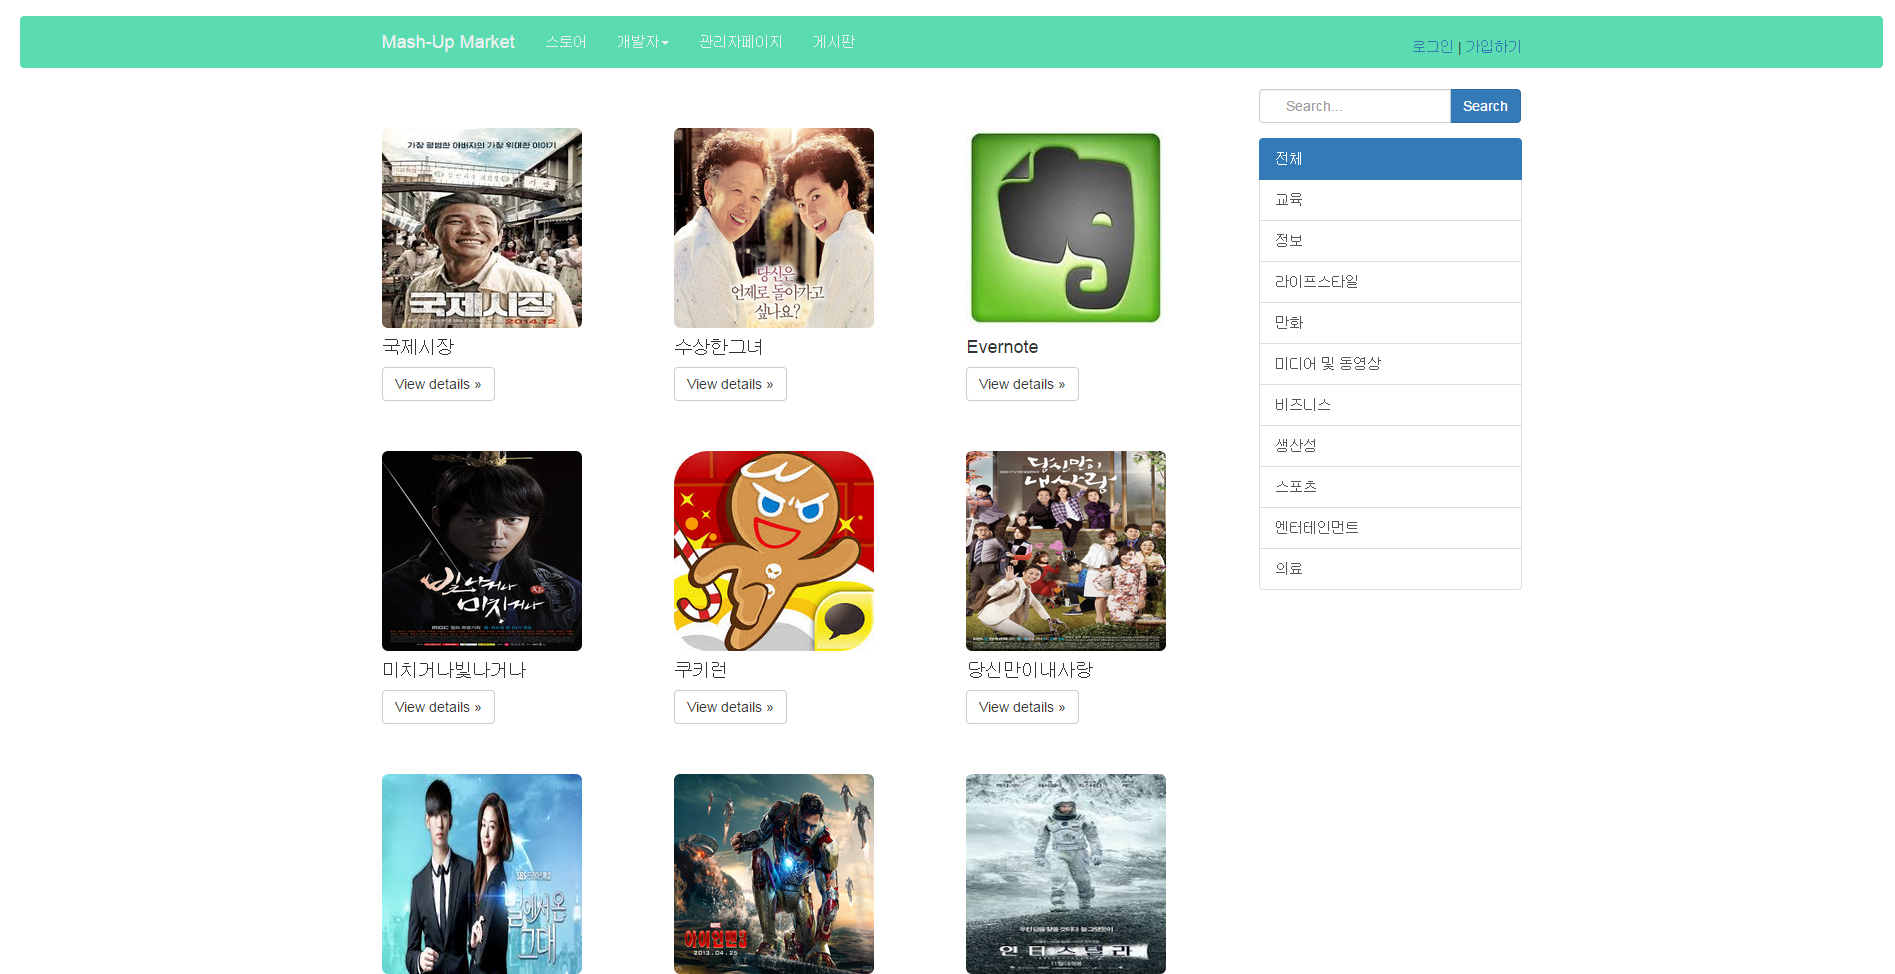 Mash-Up Market 스토어 개발자 관리자페이지 게시판
로그인 | 가입하기
Search... Search
전체
교육
정보
라이프스타일
만화
미디어 및 동영상
비즈니스
생산성
스포츠
엔터테인먼트
의료
가장 평범한 아버지의 가장 위대한 이야기
국제시장
2014.12
당신은
언제로 돌아가고
싶나요?
국제시장 수상한그녀 Evernote
View details » View details » View details »
빛나거나
미치거나
MBC
당신만이
내사랑
미치거나빛나거나 쿠키런 당신만이내사랑
View details » View details » View details »
별에서온
그대
아이언맨3
2013.04.25
인터스텔라